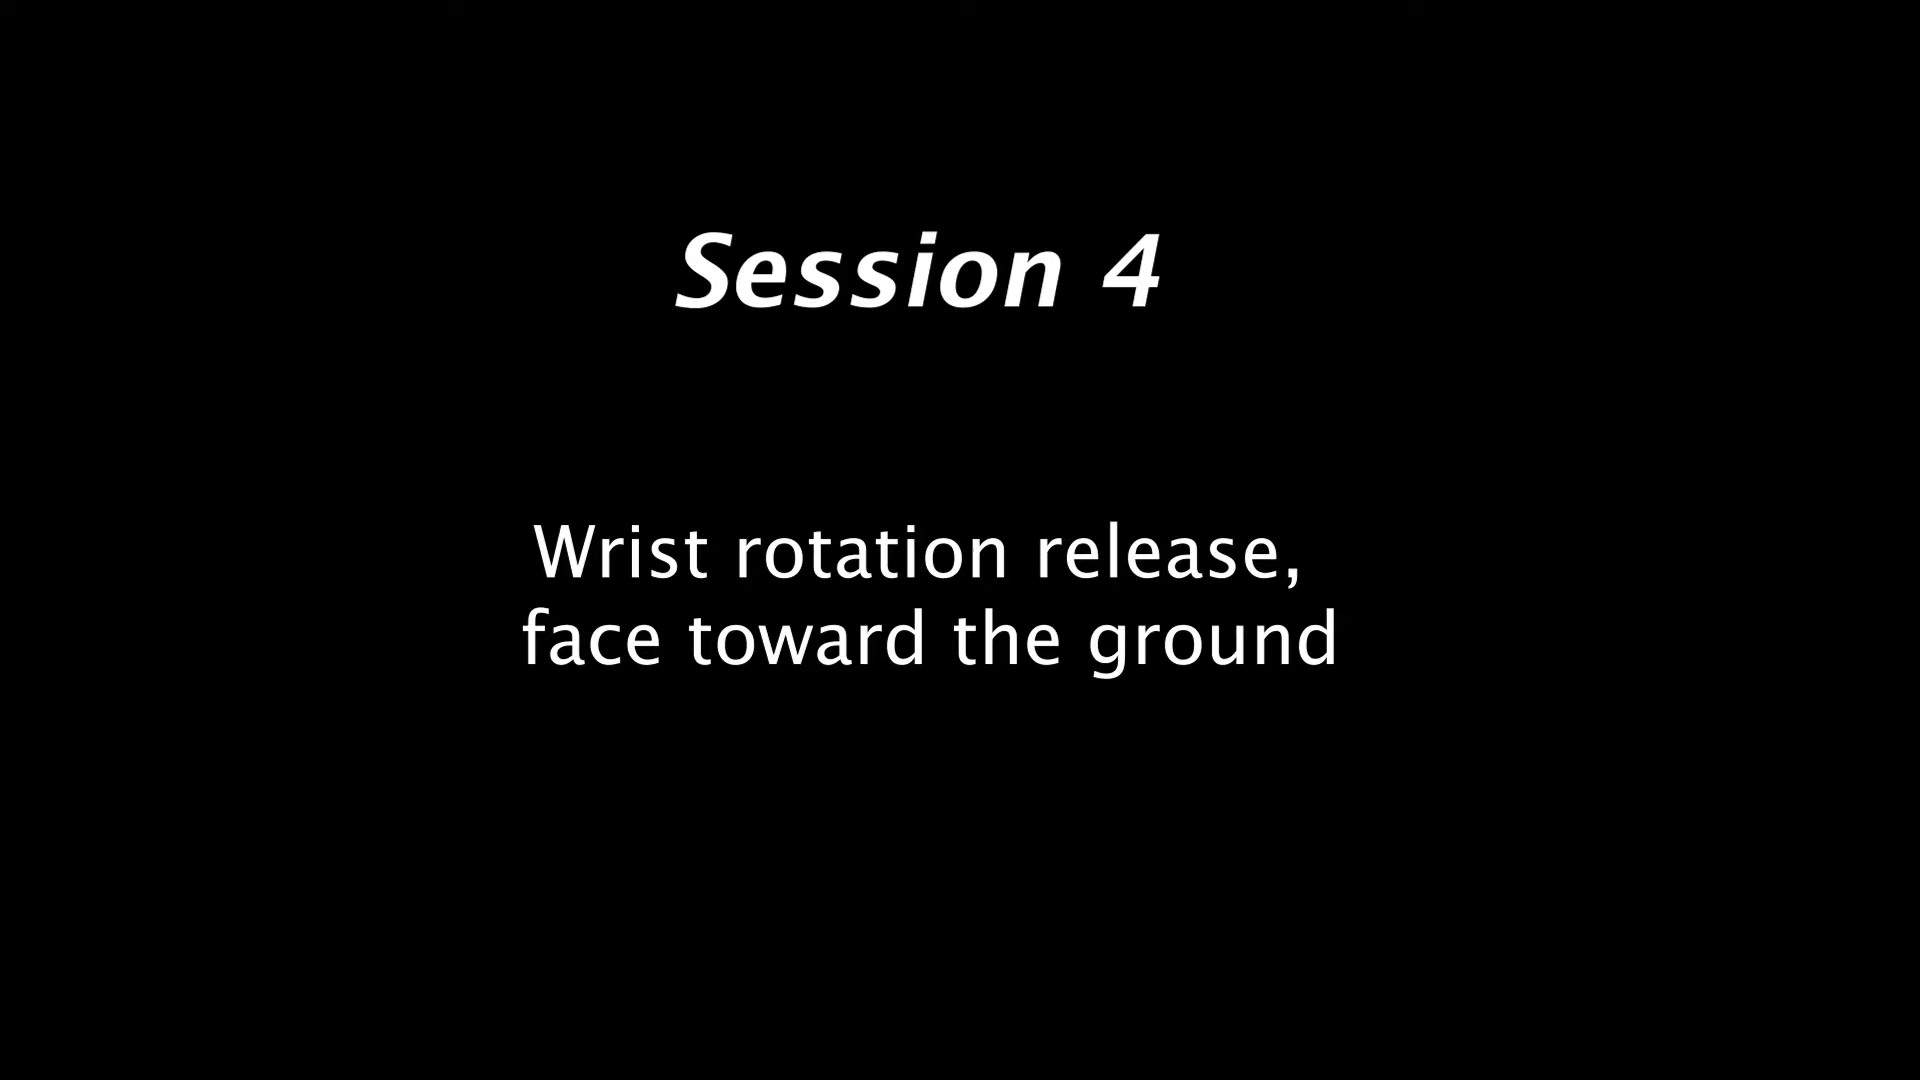 Session 4
Wrist rotation release,
face toward the ground